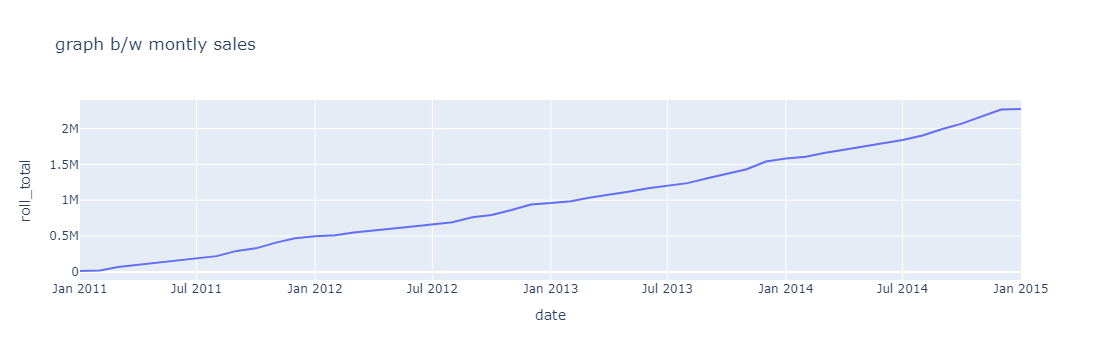 graph b/w montly sales
2M
1.5M
1M
0.5M
0
roll_total
Jan 2011 Jul 2011 Jan 2012 Jul 2012 Jan 2013 Jul 2013 Jan 2014 Jul 2014 Jan 2015
date